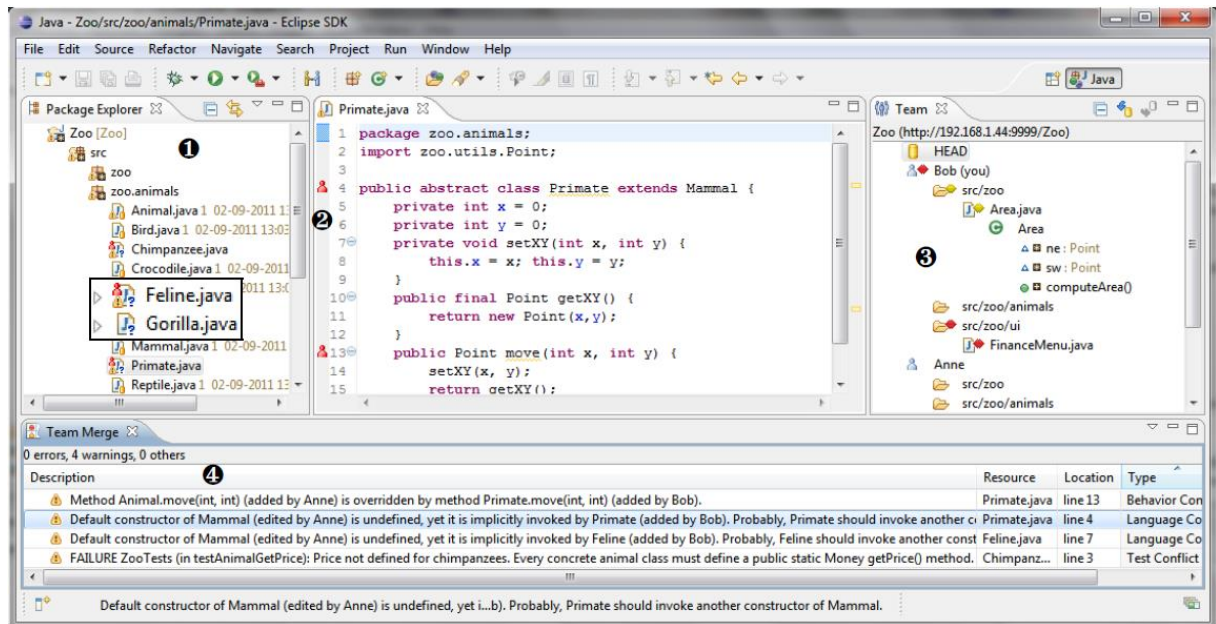 Java - Zoo/src/zoo/animals/Primate.java - Eclipse SDK
File Edit Source Refactor Navigate Search Project Run Window Help
Java
Package Explorer
Zoo [Zoo]
1
src
zoo
zoo.animals
Animal.java 1 02-09-2011 13
Bird.java 1 02-09-2011 13:03
Chimpanzee.java
Crocodile.java 1 02-09-2011
2011 13:0
Feline.java
Gorilla.java
Mammal.java 1 02-09-2011
Primate.java
Reptile.java 1 02-09-2011 13
Primate.java
2
1 package zoo.animals;
2 import zoo.utils.Point;
3
4 public abstract class Primate extends Mammal {
5 private int x = 0;
6 private int y = 0;
7 private void setXY(int x, int y) {
8 this.x = x; this.y = y;
9 }
10 public final Point getXY() {
11 return new Point(x,y);
12 }
13 public Point move(int x, int y) {
14 setXY(x, y);
15 return getXY();
Team
Zoo (http://192.168.1.44:9999/Zoo)
HEAD
Bob (you)
src/zoo
Area.java
Area
3
ne : Point
sw : Point
computeArea()
src/zoo/animals
src/zoo/ui
FinanceMenu.java
Anne
src/zoo
src/zoo/animals
Team Merge
0 errors, 4 warnings, 0 others
4
Description Resource Location Type
Method Animal.move(int, int) (added by Anne) is overridden by method Primate.move(int, int) (added by Bob). Primate.java line 13 Behavior Con
Default constructor of Mammal (edited by Anne) is undefined, yet it is implicitly invoked by Primate (added by Bob). Probably, Primate should invoke another c Primate.java line 4 Language Co
Default constructor of Mammal (edited by Anne) is undefined, yet it is implicitly invoked by Feline (added by Bob). Probably, Feline should invoke another const Feline.java line 7 Language Co
FAILURE ZooTests (in testAnimalGetPrice): Price not defined for chimpanzees. Every concrete animal class must define a public static Money getPrice() method. Chimpanz... line 3 Test Conflict
Default constructor of Mammal (edited by Anne) is undefined, yet i...b). Probably, Primate should invoke another constructor of Mammal.